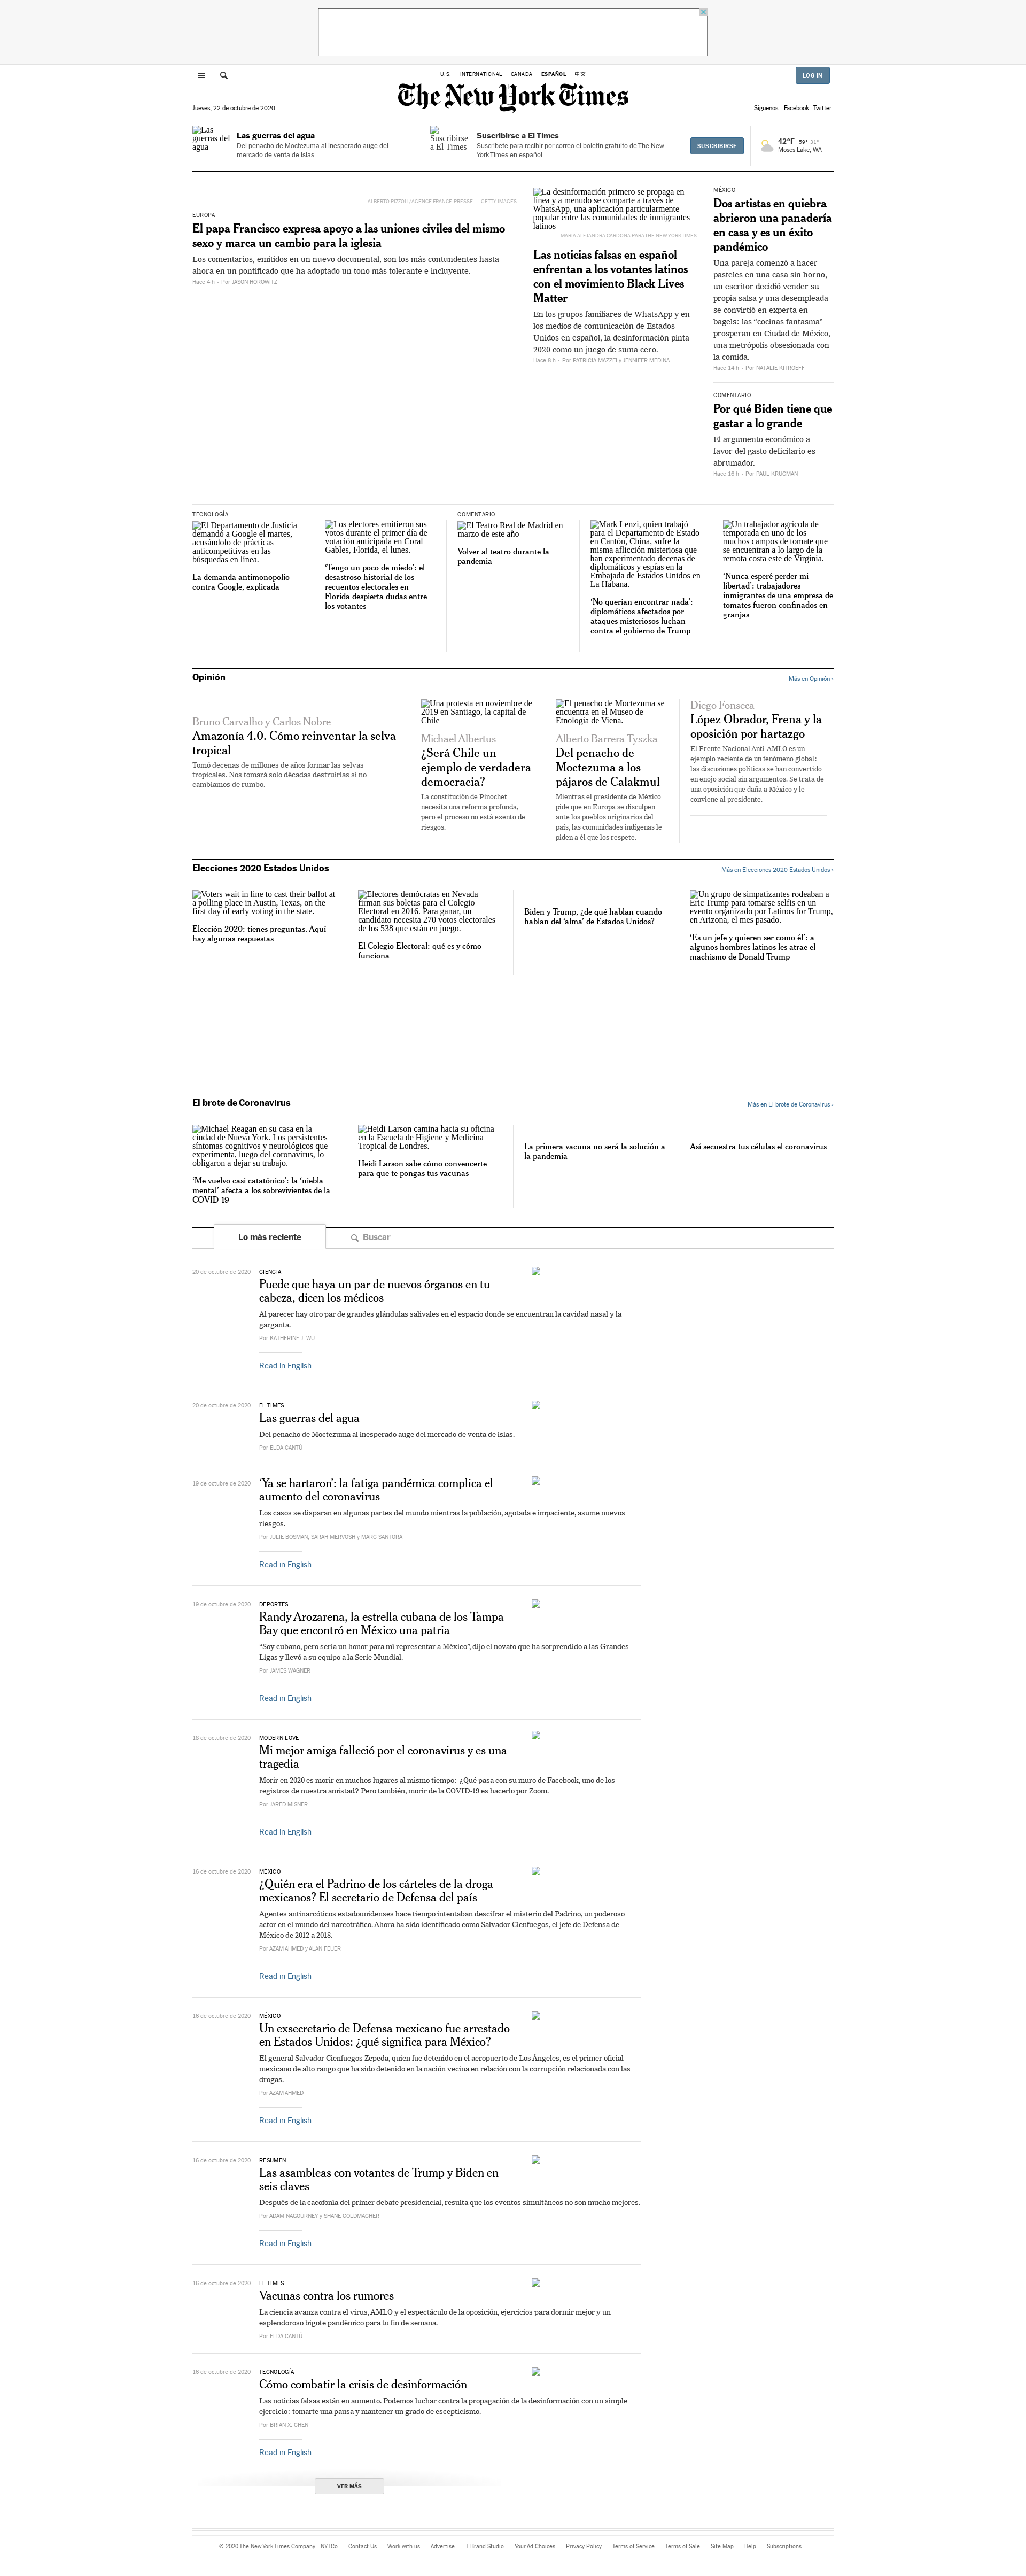 U.S. INTERNATIONAL CANADA ESPAÑOL 中文
LOG IN
The New York Times
Jueves, 22 de octubre de 2020
Síguenos: Facebook Twitter
Las guerras del agua
Las guerras del agua
Del penacho de Moctezuma al inesperado auge del
mercado de venta de islas.
Suscribirse a El Times
Suscribirse a El Times
Suscríbete para recibir por correo el boletín gratuito de The New
York Times en español.
SUSCRIBIRSE
42°F 59° 31°
Moses Lake, WA
ALBERTO PIZZOLI/AGENCE FRANCE-PRESSE — GETTY IMAGES
EUROPA
El papa Francisco expresa apoyo a las uniones civiles del mismo
sexo y marca un cambio para la iglesia
Los comentarios, emitidos en un nuevo documental, son los más contundentes hasta
ahora en un pontificado que ha adoptado un tono más tolerante e incluyente.
Hace 4 h • Por JASON HOROWITZ
La desinformación primero se propaga en
línea y a menudo se comparte a través de
WhatsApp, una aplicación particularmente
popular entre las comunidades de inmigrantes
latinos
MARIA ALEJANDRA CARDONA PARA THE NEW YORK TIMES
Las noticias falsas en español
enfrentan a los votantes latinos
con el movimiento Black Lives
Matter
En los grupos familiares de WhatsApp y en
los medios de comunicación de Estados
Unidos en español, la desinformación pinta
2020 como un juego de suma cero.
Hace 8 h • Por PATRICIA MAZZEI y JENNIFER MEDINA
MÉXICO
Dos artistas en quiebra
abrieron una panadería
en casa y es un éxito
pandémico
Una pareja comenzó a hacer
pasteles en una casa sin horno,
un escritor decidió vender su
propia salsa y una desempleada
se convirtió en experta en
bagels: las “cocinas fantasma”
prosperan en Ciudad de México,
una metrópolis obsesionada con
la comida.
Hace 14 h • Por NATALIE KITROEFF
COMENTARIO
Por qué Biden tiene que
gastar a lo grande
El argumento económico a
favor del gasto deficitario es
abrumador.
Hace 16 h • Por PAUL KRUGMAN
TECNOLOGÍA
El Departamento de Justicia
demandó a Google el martes,
acusándolo de prácticas
anticompetitivas en las
búsquedas en línea.
La demanda antimonopolio
contra Google, explicada
Los electores emitieron sus
votos durante el primer día de
votación anticipada en Coral
Gables, Florida, el lunes.
‘Tengo un poco de miedo’: el
desastroso historial de los
recuentos electorales en
Florida despierta dudas entre
los votantes
COMENTARIO
El Teatro Real de Madrid en
marzo de este año
Volver al teatro durante la
pandemia
Mark Lenzi, quien trabajó
para el Departamento de Estado
en Cantón, China, sufre la
misma aflicción misteriosa que
han experimentado decenas de
diplomáticos y espías en la
Embajada de Estados Unidos en
La Habana.
‘No querían encontrar nada’:
diplomáticos afectados por
ataques misteriosos luchan
contra el gobierno de Trump
Un trabajador agrícola de
temporada en uno de los
muchos campos de tomate que
se encuentran a lo largo de la
remota costa este de Virginia.
‘Nunca esperé perder mi
libertad’: trabajadores
inmigrantes de una empresa de
tomates fueron confinados en
granjas
Opinión
Más en Opinión ›
Bruno Carvalho y Carlos Nobre
Amazonía 4.0. Cómo reinventar la selva
tropical
Tomó decenas de millones de años formar las selvas
tropicales. Nos tomará solo décadas destruirlas si no
cambiamos de rumbo.
Una protesta en noviembre de
2019 en Santiago, la capital de
Chile
Michael Albertus
¿Será Chile un
ejemplo de verdadera
democracia?
La constitución de Pinochet
necesita una reforma profunda,
pero el proceso no está exento de
riesgos.
El penacho de Moctezuma se
encuentra en el Museo de
Etnología de Viena.
Alberto Barrera Tyszka
Del penacho de
Moctezuma a los
pájaros de Calakmul
Mientras el presidente de México
pide que en Europa se disculpen
ante los pueblos originarios del
país, las comunidades indígenas le
piden a él que los respete.
Diego Fonseca
López Obrador, Frena y la
oposición por hartazgo
El Frente Nacional Anti-AMLO es un
ejemplo reciente de un fenómeno global:
las discusiones políticas se han convertido
en enojo social sin argumentos. Se trata de
una oposición que daña a México y le
conviene al presidente.
Elecciones 2020 Estados Unidos
Más en Elecciones 2020 Estados Unidos ›
Voters wait in line to cast their ballot at
a polling place in Austin, Texas, on the
first day of early voting in the state.
Elección 2020: tienes preguntas. Aquí
hay algunas respuestas
Electores demócratas en Nevada
firman sus boletas para el Colegio
Electoral en 2016. Para ganar, un
candidato necesita 270 votos electorales
de los 538 que están en juego.
El Colegio Electoral: qué es y cómo
funciona
Biden y Trump, ¿de qué hablan cuando
hablan del ‘alma’ de Estados Unidos?
Un grupo de simpatizantes rodeaban a
Eric Trump para tomarse selfis en un
evento organizado por Latinos for Trump,
en Arizona, el mes pasado.
‘Es un jefe y quieren ser como él’: a
algunos hombres latinos les atrae el
machismo de Donald Trump
El brote de Coronavirus
Más en El brote de Coronavirus ›
Michael Reagan en su casa en la
ciudad de Nueva York. Los persistentes
síntomas cognitivos y neurológicos que
experimenta, luego del coronavirus, lo
obligaron a dejar su trabajo.
‘Me vuelvo casi catatónico’: la ‘niebla
mental’ afecta a los sobrevivientes de la
COVID-19
Heidi Larson camina hacia su oficina
en la Escuela de Higiene y Medicina
Tropical de Londres.
Heidi Larson sabe cómo convencerte
para que te pongas tus vacunas
La primera vacuna no será la solución a
la pandemia
Así secuestra tus células el coronavirus
Lo más reciente
Buscar
20 de octubre de 2020
CIENCIA
Puede que haya un par de nuevos órganos en tu
cabeza, dicen los médicos
Al parecer hay otro par de grandes glándulas salivales en el espacio donde se encuentran la cavidad nasal y la
garganta.
Por KATHERINE J. WU
Read in English
20 de octubre de 2020
EL TIMES
Las guerras del agua
Del penacho de Moctezuma al inesperado auge del mercado de venta de islas.
Por ELDA CANTÚ
19 de octubre de 2020
‘Ya se hartaron’: la fatiga pandémica complica el
aumento del coronavirus
Los casos se disparan en algunas partes del mundo mientras la población, agotada e impaciente, asume nuevos
riesgos.
Por JULIE BOSMAN, SARAH MERVOSH y MARC SANTORA
Read in English
19 de octubre de 2020
DEPORTES
Randy Arozarena, la estrella cubana de los Tampa
Bay que encontró en México una patria
“Soy cubano, pero sería un honor para mí representar a México”, dijo el novato que ha sorprendido a las Grandes
Ligas y llevó a su equipo a la Serie Mundial.
Por JAMES WAGNER
Read in English
18 de octubre de 2020
MODERN LOVE
Mi mejor amiga falleció por el coronavirus y es una
tragedia
Morir en 2020 es morir en muchos lugares al mismo tiempo: ¿Qué pasa con su muro de Facebook, uno de los
registros de nuestra amistad? Pero también, morir de la COVID-19 es hacerlo por Zoom.
Por JARED MISNER
Read in English
16 de octubre de 2020
MÉXICO
¿Quién era el Padrino de los cárteles de la droga
mexicanos? El secretario de Defensa del país
Agentes antinarcóticos estadounidenses hace tiempo intentaban descifrar el misterio del Padrino, un poderoso
actor en el mundo del narcotráfico. Ahora ha sido identificado como Salvador Cienfuegos, el jefe de Defensa de
México de 2012 a 2018.
Por AZAM AHMED y ALAN FEUER
Read in English
16 de octubre de 2020
MÉXICO
Un exsecretario de Defensa mexicano fue arrestado
en Estados Unidos: ¿qué significa para México?
El general Salvador Cienfuegos Zepeda, quien fue detenido en el aeropuerto de Los Ángeles, es el primer oficial
mexicano de alto rango que ha sido detenido en la nación vecina en relación con la corrupción relacionada con las
drogas.
Por AZAM AHMED
Read in English
16 de octubre de 2020
RESUMEN
Las asambleas con votantes de Trump y Biden en
seis claves
Después de la cacofonía del primer debate presidencial, resulta que los eventos simultáneos no son mucho mejores.
Por ADAM NAGOURNEY y SHANE GOLDMACHER
Read in English
16 de octubre de 2020
EL TIMES
Vacunas contra los rumores
La ciencia avanza contra el virus, AMLO y el espectáculo de la oposición, ejercicios para dormir mejor y un
esplendoroso bigote pandémico para tu fin de semana.
Por ELDA CANTÚ
16 de octubre de 2020
TECNOLOGÍA
Cómo combatir la crisis de desinformación
Las noticias falsas están en aumento. Podemos luchar contra la propagación de la desinformación con un simple
ejercicio: tomarte una pausa y mantener un grado de escepticismo.
Por BRIAN X. CHEN
Read in English
VER MÁS
© 2020 The New York Times Company NYTCo Contact Us Work with us Advertise T Brand Studio Your Ad Choices Privacy Policy Terms of Service Terms of Sale Site Map Help Subscriptions